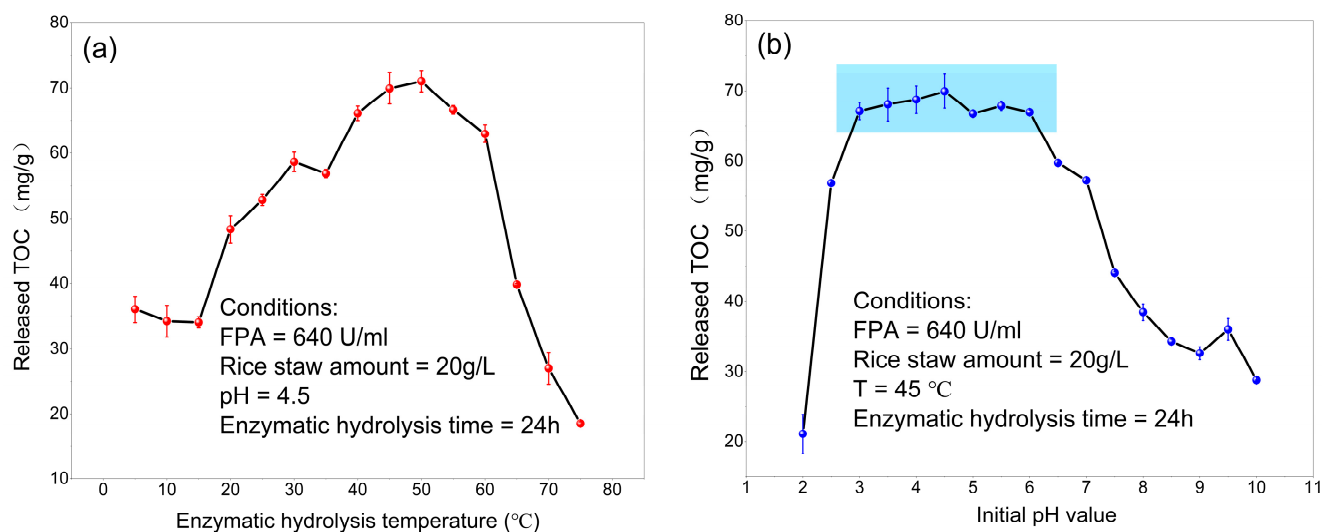 (a)
80
70
60
50
40
30
20
10
Released TOC （mg/g）
Conditions:
FPA = 640 U/ml
Rice staw amount = 20g/L
pH = 4.5
Enzymatic hydrolysis time = 24h
0 10 20 30 40 50 60 70 80
Enzymatic hydrolysis temperature (℃)
(b)
80
70
60
50
40
30
20
Released TOC （mg/g）
Conditions:
FPA = 640 U/ml
Rice staw amount = 20g/L
T = 45 ℃
Enzymatic hydrolysis time = 24h
1 2 3 4 5 6 7 8 9 10 11
Initial pH value